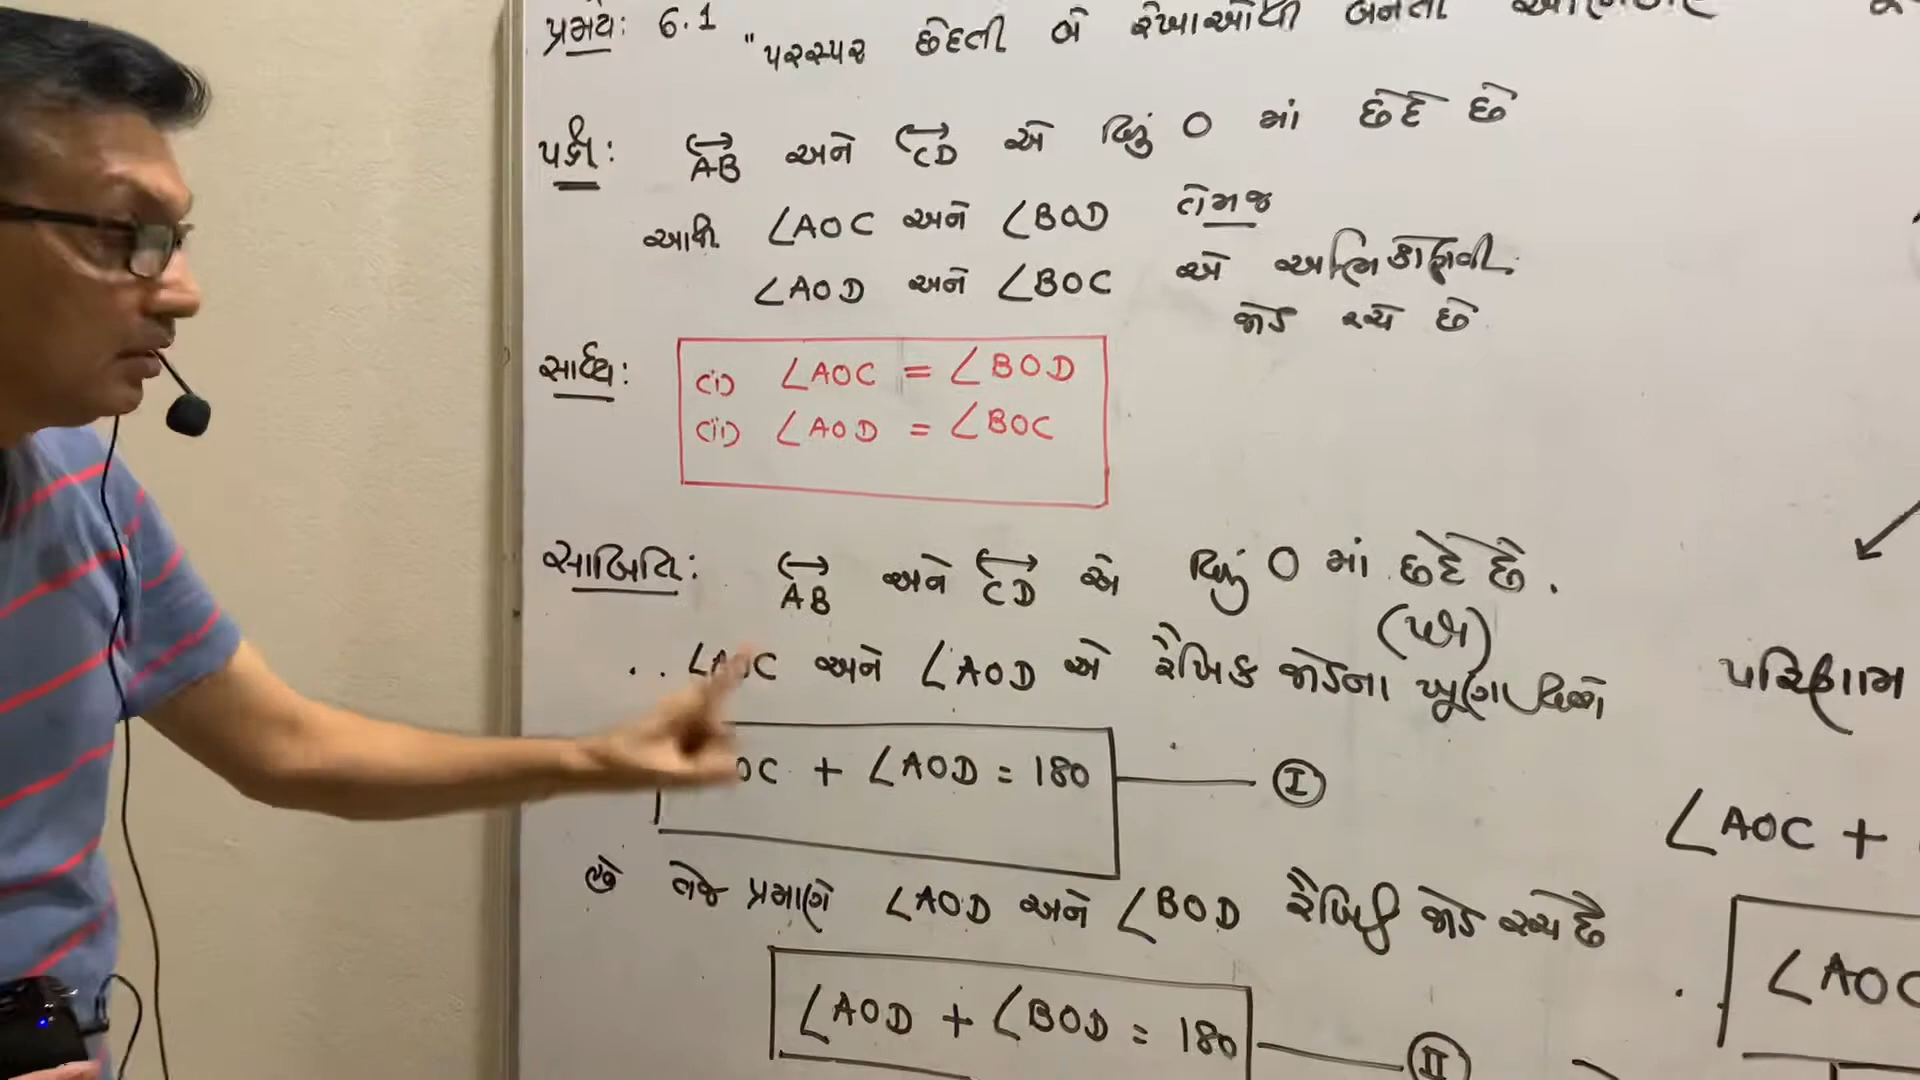 પ્રમેય: 6.1 "પરસ્પર છેદતી બે રેખાઓથી બનતા
પક્ષ: AB અને CD એ બિંદુ O માં છેદે છે
આથી ∠AOC અને ∠BOD તેમજ
∠AOD અને ∠BOC એ અભિકોણની
જોડ રચે છે
સાધ્ય: (i) ∠AOC = ∠BOD
(ii) ∠AOD = ∠BOC
સાબિતિ: AB અને CD એ બિંદુ O માં છેદે છે.
(પક્ષ)
∠AOC અને ∠AOD એ રૈખિક જોડના ખૂણા
OC + ∠AOD = 180 I
તેજ પ્રમાણે ∠AOD અને ∠BOD રૈખિક જોડ રચે છે
∠AOD + ∠BOD = 180 II
પરિણામ
∠AOC +
∠AOC